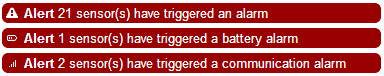 Alert 21 sensor(s) have triggered an alarm
Alert 1 sensor(s) have triggered a battery alarm
Alert 2 sensor(s) have triggered a communication alarm